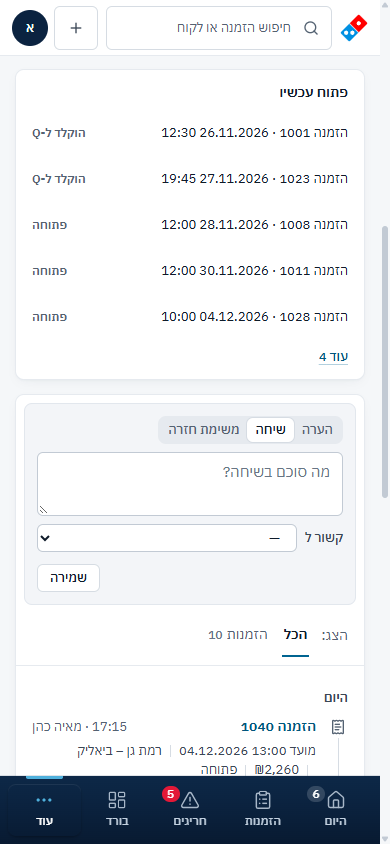 חיפוש הזמנה או לקוח
+
א
פתוח עכשיו
הזמנה 1001 · 26.11.2026 12:30
הוקלד ל-Q
הזמנה 1023 · 27.11.2026 19:45
הוקלד ל-Q
הזמנה 1008 · 28.11.2026 12:00
פתוחה
הזמנה 1011 · 30.11.2026 12:00
פתוחה
הזמנה 1028 · 04.12.2026 10:00
פתוחה
עוד 4
הערה
שיחה
משימת חזרה
מה סוכם בשיחה?
קשור ל
—
שמירה
הצג:
הכל
הזמנות 10
היום
הזמנה 1040
17:15 · מאיה כהן
מועד 04.12.2026 13:00 | רמת גן – ביאליק
| ₪2,260 | פתוחה
6
היום
הזמנות
5
חריגים
בורד
עוד